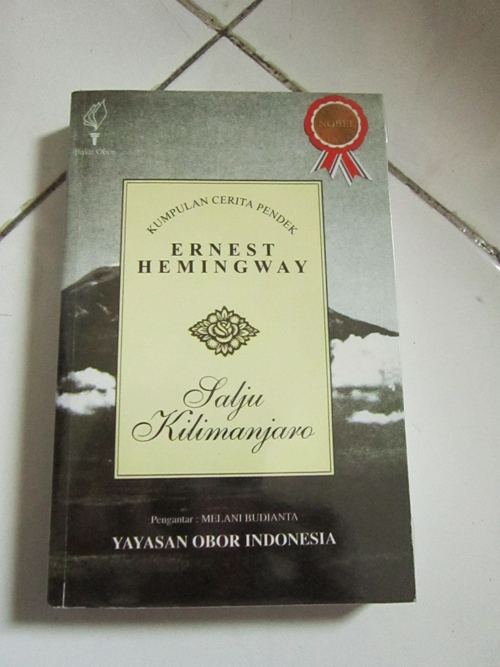 Buku Obor
NOBEL
KUMPULAN CERITA PENDEK
ERNEST
HEMINGWAY
Salju
Kilimanjaro
Pengantar : MELANI BUDIANTA
YAYASAN OBOR INDONESIA